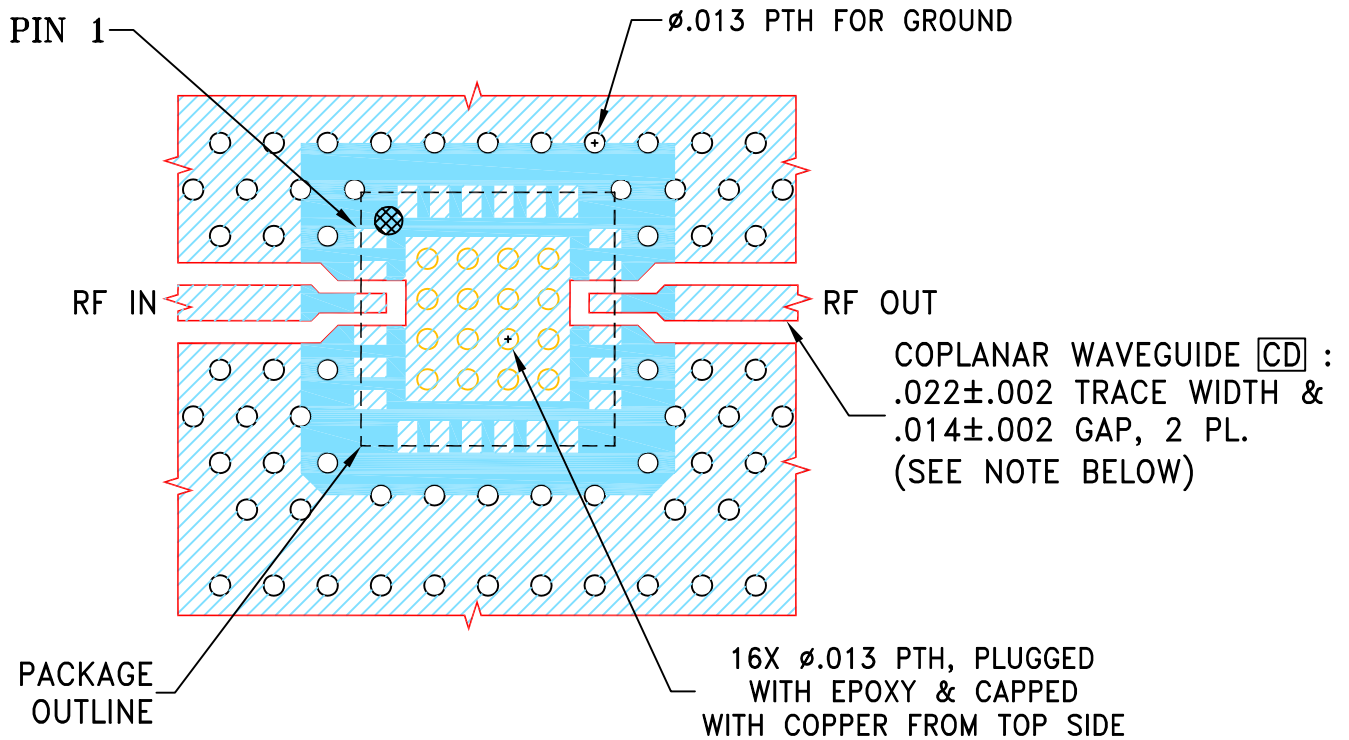 PIN 1
⌀.013 PTH FOR GROUND
RF IN
RF OUT
COPLANAR WAVEGUIDE CD :
.022±.002 TRACE WIDTH &
.014±.002 GAP, 2 PL.
(SEE NOTE BELOW)
PACKAGE
OUTLINE
16X ⌀.013 PTH, PLUGGED
WITH EPOXY & CAPPED
WITH COPPER FROM TOP SIDE